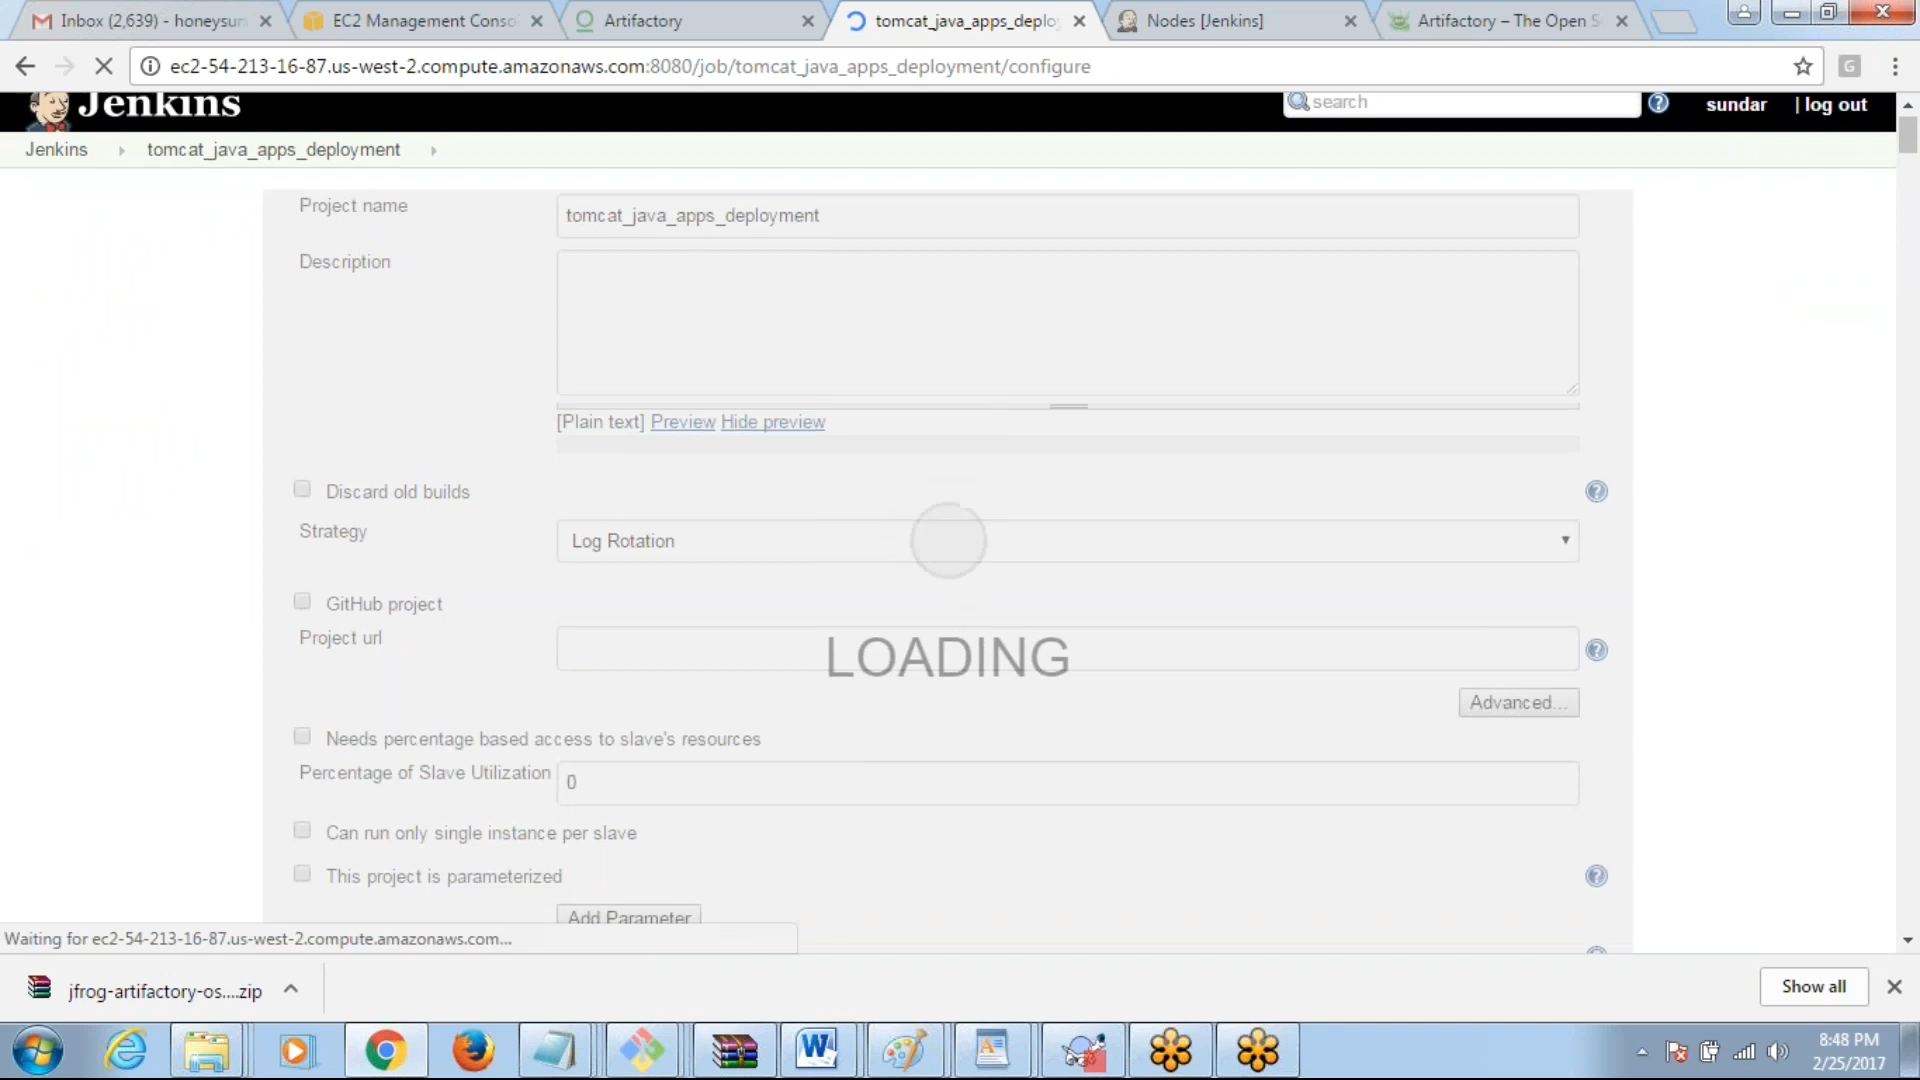 Inbox (2,639) - honeysun
EC2 Management Conso
Artifactory
tomcat_java_apps_deplo
Nodes [Jenkins]
Artifactory – The Open S
ec2-54-213-16-87.us-west-2.compute.amazonaws.com:8080/job/tomcat_java_apps_deployment/configure
G
Jenkins
search
sundar
| log out
Jenkins
tomcat_java_apps_deployment
Project name
tomcat_java_apps_deployment
Description
[Plain text] Preview Hide preview
Discard old builds
Strategy
Log Rotation
GitHub project
Project url
LOADING
Advanced...
Needs percentage based access to slave's resources
Percentage of Slave Utilization
0
Can run only single instance per slave
This project is parameterized
Add Parameter
Waiting for ec2-54-213-16-87.us-west-2.compute.amazonaws.com...
jfrog-artifactory-os....zip
Show all
8:48 PM
2/25/2017